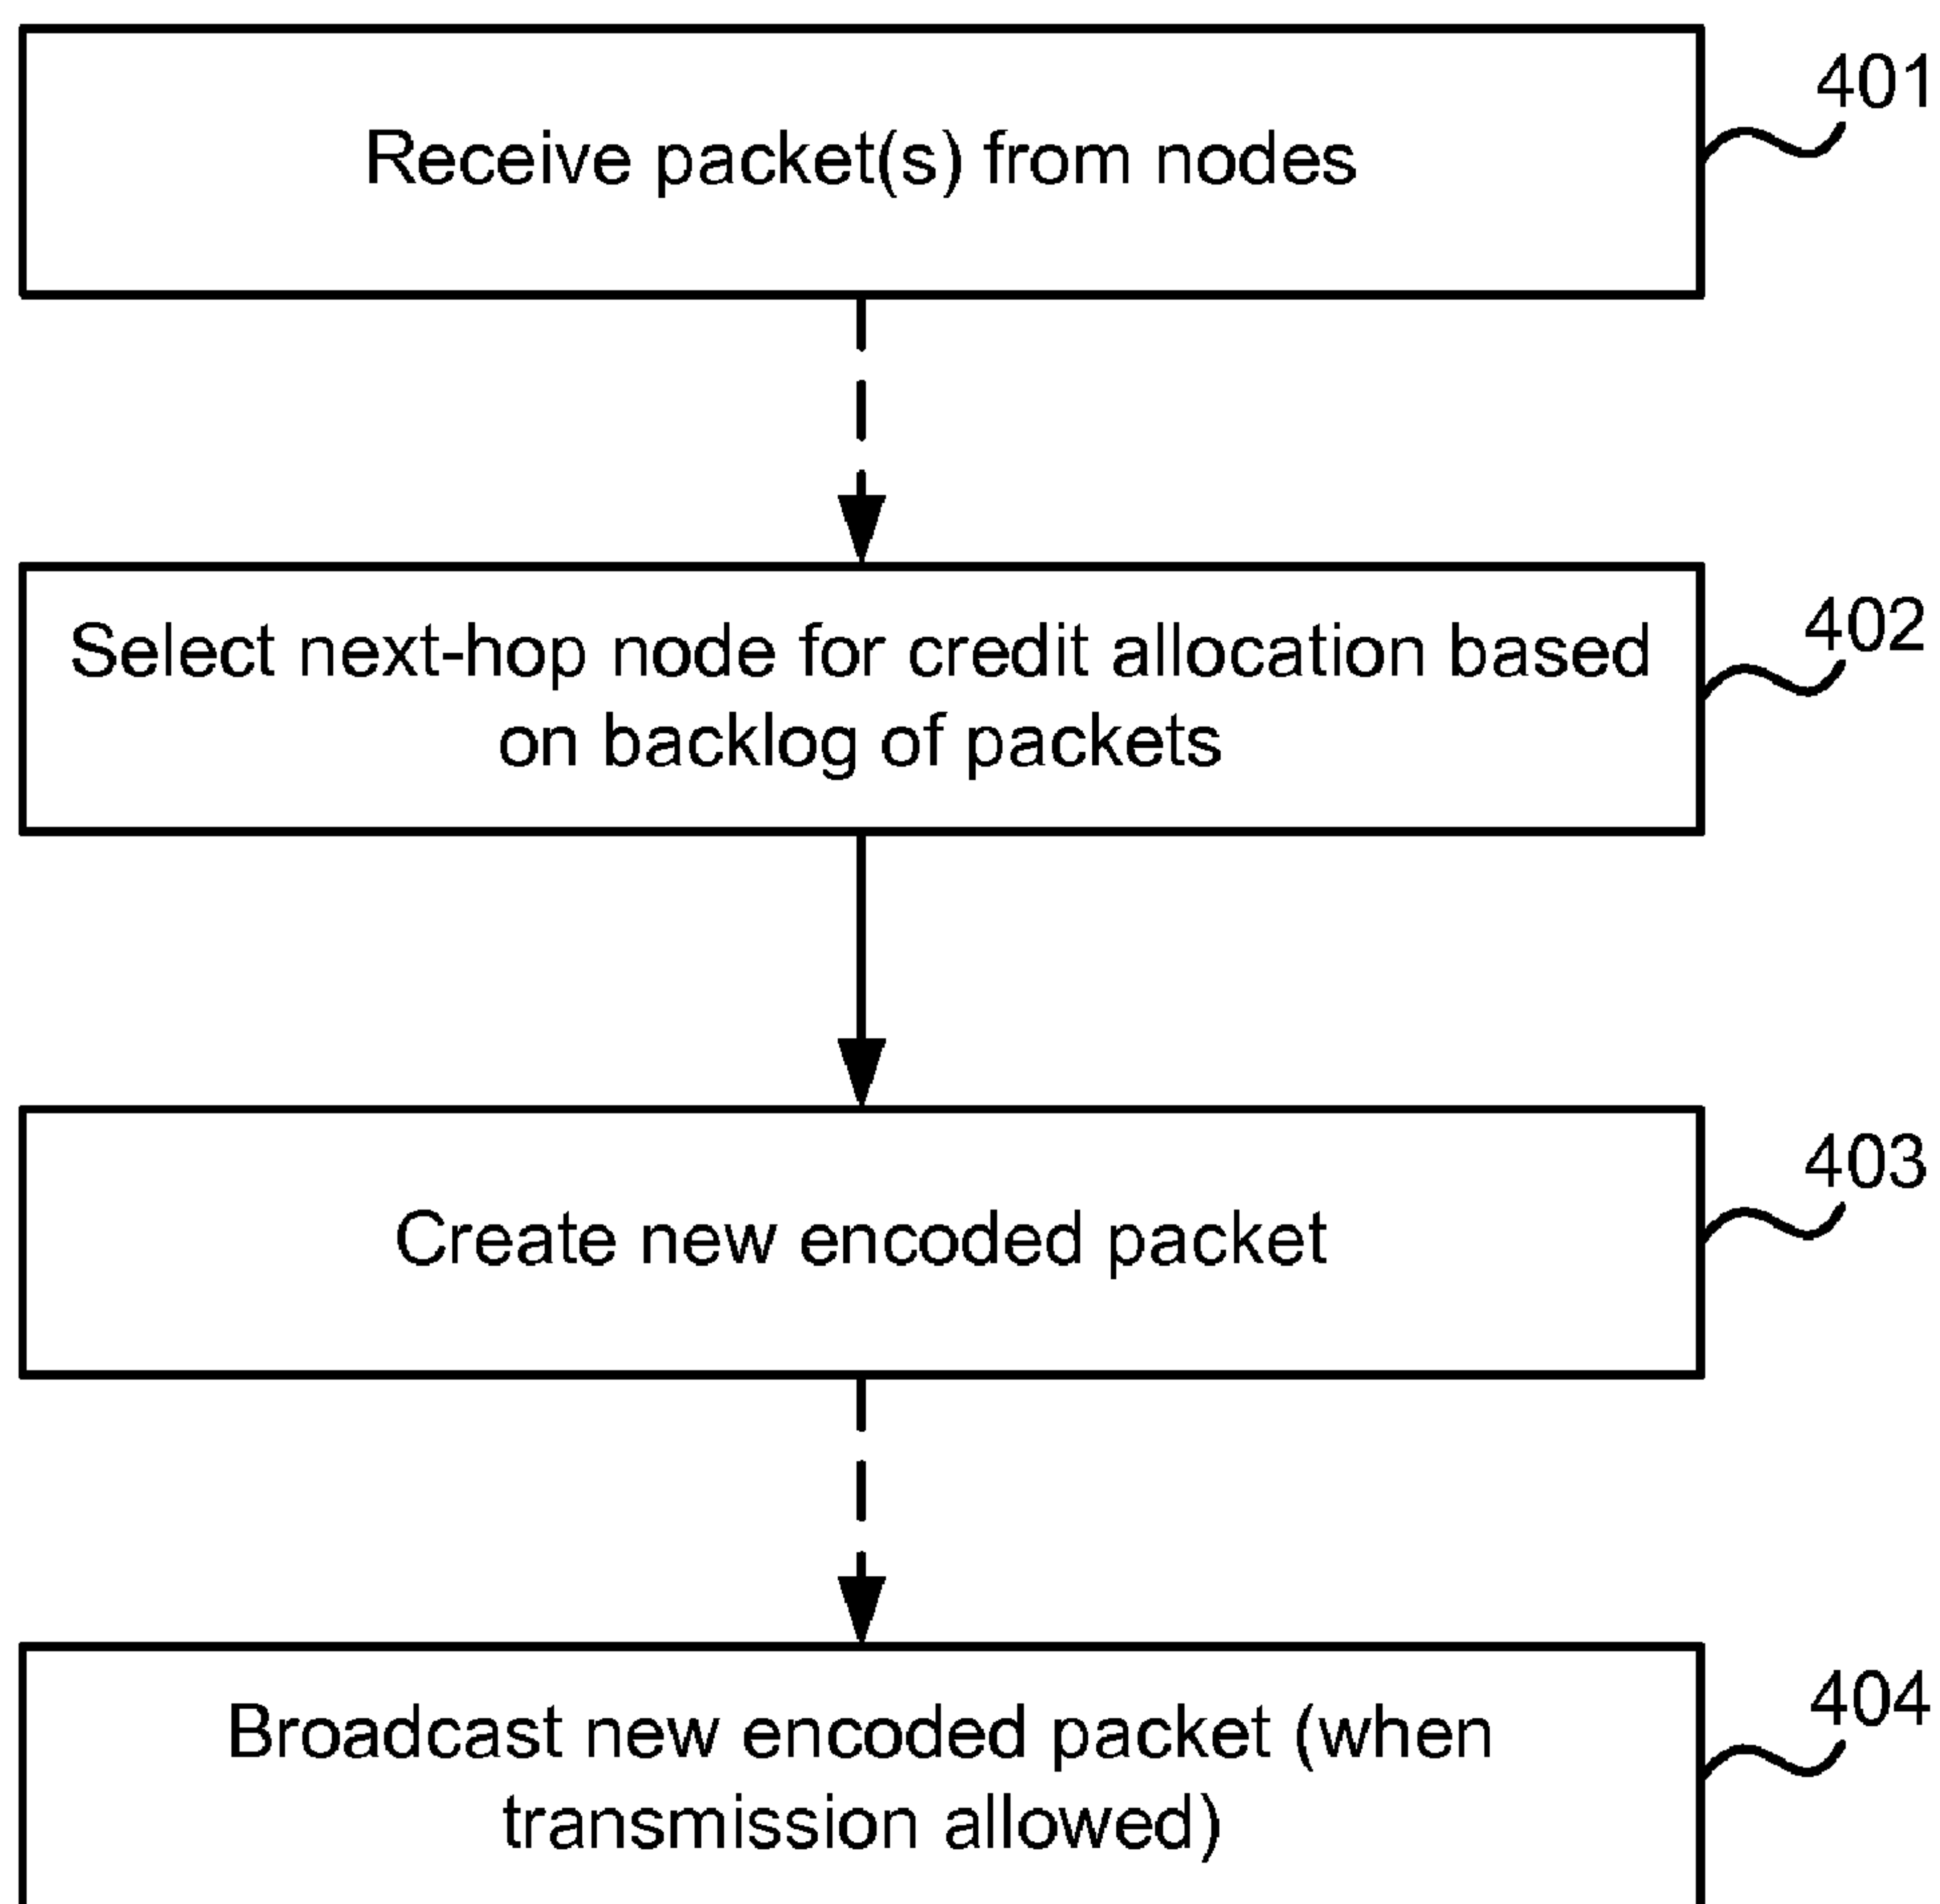 Receive packet(s) from nodes
401
Select next-hop node for credit allocation based
on backlog of packets
402
Create new encoded packet
403
Broadcast new encoded packet (when
transmission allowed)
404